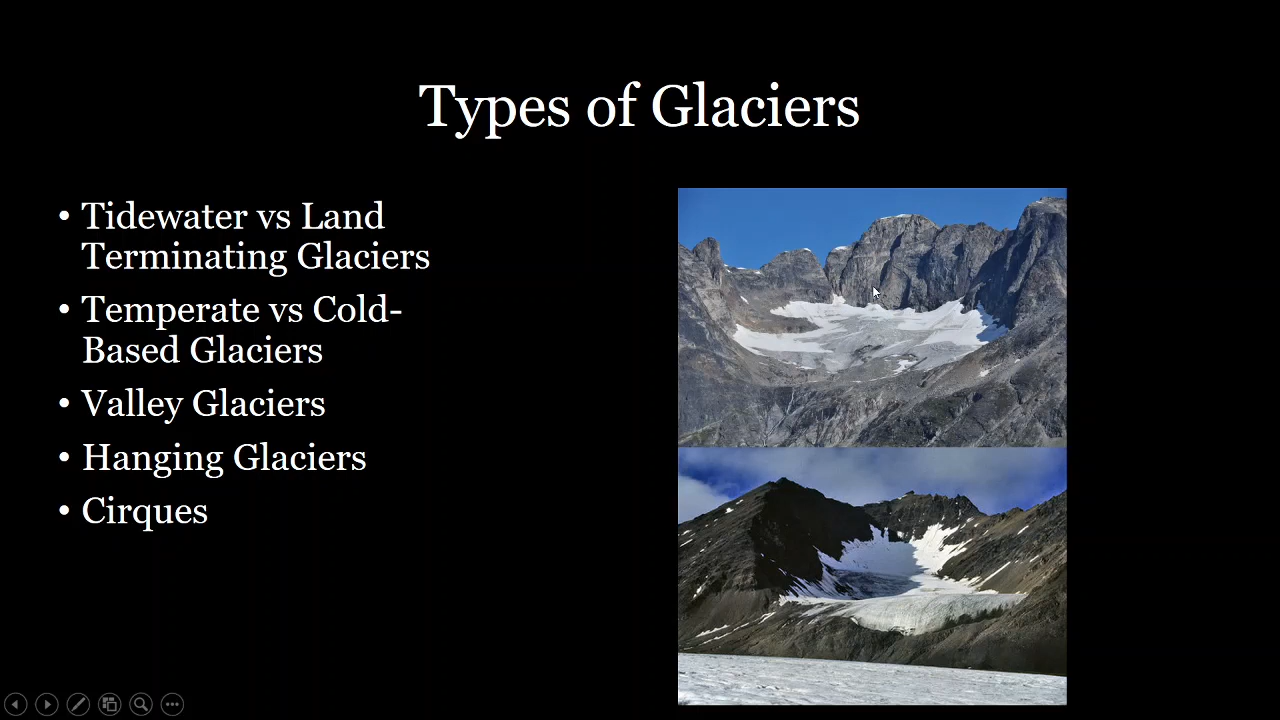 Types of Glaciers
• Tidewater vs Land
Terminating Glaciers
• Temperate vs Cold-
Based Glaciers
• Valley Glaciers
• Hanging Glaciers
• Cirques